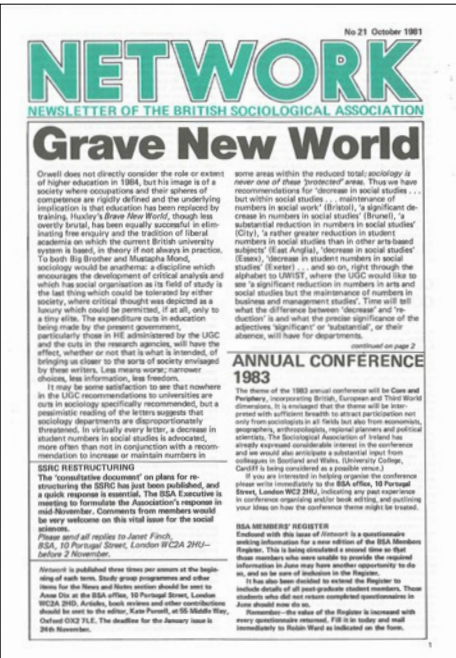 No 21 October 1981
NETWORK
NEWSLETTER OF THE BRITISH SOCIOLOGICAL ASSOCIATION
Grave New World
Orwell does not directly consider the role or extent
of higher education in 1984, but his image of a
society where occupations and their spheres of
competence are rigidly defined and the underlying
implication is that education has been replaced by
training. Huxley's Brave New World, though less
overtly brutal, has been equally successful in elim-
inating free enquiry and the tradition of liberal
academia on which the current British university
system is based, in theory if not always in practice.
To both Big Brother and Mustapha Mond,
sociology would be anathema: a discipline which
encourages the development of critical analysis and
which has social organisation as its field of study is
the last thing which could be tolerated by either
society, where critical thought was depicted as a
luxury which could be permitted, if at all, only to
a tiny elite. The expenditure cuts in education
being made by the present government,
particularly those in HE administered by the UGC
and the cuts in the research agencies, will have the
effect, whether or not that is what is intended, of
bringing us closer to the sorts of society envisaged
by these writers. Less means worse; narrower
choices, less information, less freedom.
It may be some satisfaction to see that nowhere
in the UGC recommendations to universities are
cuts in sociology specifically recommended, but a
pessimistic reading of the letters suggests that
sociology departments are disproportionately
threatened. In virtually every letter, a decrease in
student numbers in social studies is advocated,
more often than not in conjunction with a recom-
mendation to increase or maintain numbers in
some areas within the reduced total; sociology is
never one of these 'protected' areas. Thus we have
recommendations for 'decrease in social studies . . .
but within social studies . . . maintenance of
numbers in social work' (Bristol), 'a significant de-
crease in numbers in social studies' (Brunel), 'a
substantial reduction in numbers in social studies'
(City), 'a rather greater reduction in student
numbers in social studies than in other arts-based
subjects' (East Anglia), 'decrease in social studies'
(Essex), 'decrease in student numbers in social
studies' (Exeter) . . . and so on, right through the
alphabet to UWIST, where the UGC would like to
see 'a significant reduction in numbers in arts and
social studies but the maintenance of numbers in
business and management studies'. Time will tell
what the difference between 'decrease' and 're-
duction' is and what the precise significance of the
adjectives 'significant' or 'substantial', or their
absence, will have for departments.
continued on page 2
SSRC RESTRUCTURING
The 'consultative document' on plans for re-
structuring the SSRC has just been published, and
a quick response is essential. The BSA Executive is
meeting to formulate the Association's response in
mid-November. Comments from members would
be very welcome on this vital issue for the social
sciences.
Please send all replies to Janet Finch,
BSA, 10 Portugal Street, London WC2A 2HU—
before 2 November.
Network is published three times per annum at the begin-
ning of each term. Study group programmes and other
items for the News and Notes section should be sent to
Anne Dix at the BSA office, 10 Portugal Street, London
WC2A 2HD. Articles, book reviews and other contributions
should be sent to the editor, Kate Purcell, at 55 Middle Way,
Oxford OX2 7LE. The deadline for the January issue is
24th November.
ANNUAL CONFERENCE
1983
The theme of the 1983 annual conference will be Core and
Periphery, incorporating British, European and Third World
dimensions. It is envisaged that the theme will be inter-
preted with sufficient breadth to attract participation not
only from sociologists in all fields but also from economists,
geographers, anthropologists, regional planners and political
scientists. The Sociological Association of Ireland has
already expressed considerable interest in the conference
and we would also anticipate a substantial input from
colleagues in Scotland and Wales. (University College,
Cardiff is being considered as a possible venue.)
If you are interested in helping organise the conference
please write immediately to the BSA office, 10 Portugal
Street, London WC2 2HU, indicating any past experience
in conference organising and/or book editing, and outlining
your ideas on how the conference theme might be treated.
BSA MEMBERS' REGISTER
Enclosed with this issue of Network is a questionnaire
seeking information for a new edition of the BSA Members
Register. This is being circulated a second time so that
those members who were unable to provide the required
information in June may have another opportunity to do
so, and so be sure of inclusion in the Register.
It has also been decided to extend the Register to
include details of all post-graduate student members. Those
students who did not return completed questionnaires in
June should now do so.
Remember—the value of the Register is increased with
every questionnaire returned. Fill it in today and mail
immediately to Robin Ward as indicated on the form.
1